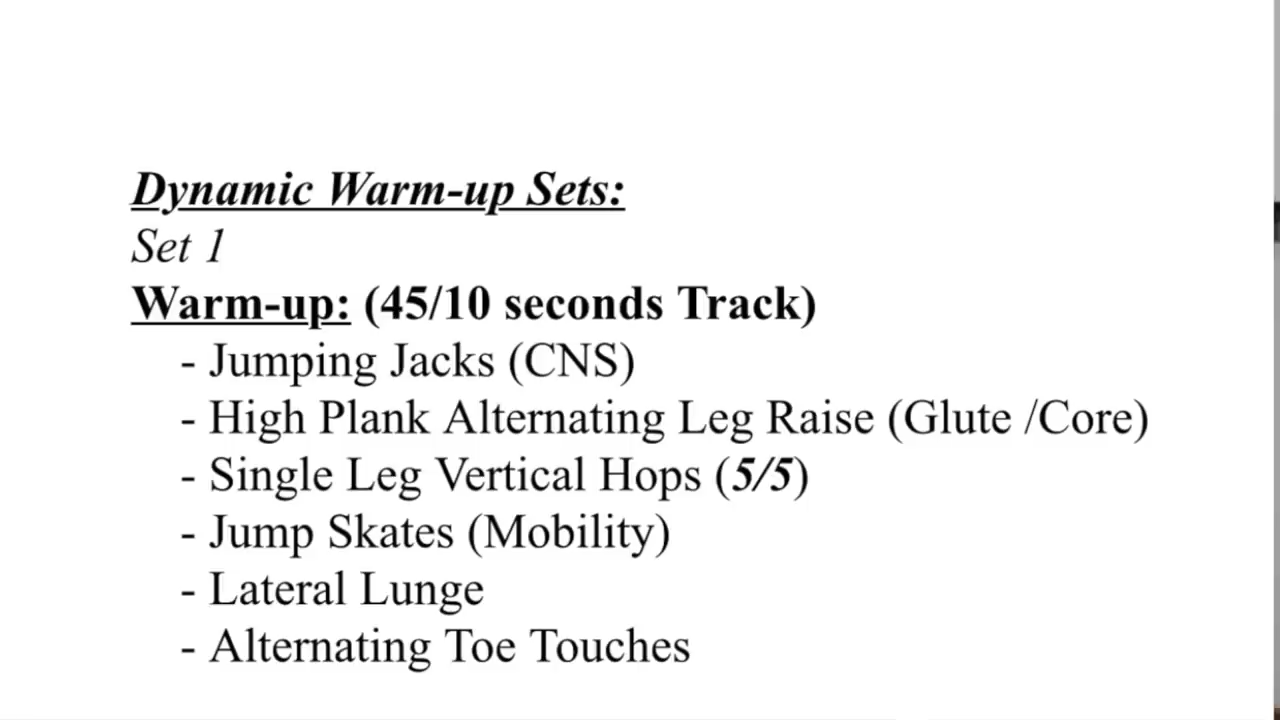 Dynamic Warm-up Sets:
Set 1
Warm-up: (45/10 seconds Track)
- Jumping Jacks (CNS)
- High Plank Alternating Leg Raise (Glute /Core)
- Single Leg Vertical Hops (5/5)
- Jump Skates (Mobility)
- Lateral Lunge
- Alternating Toe Touches